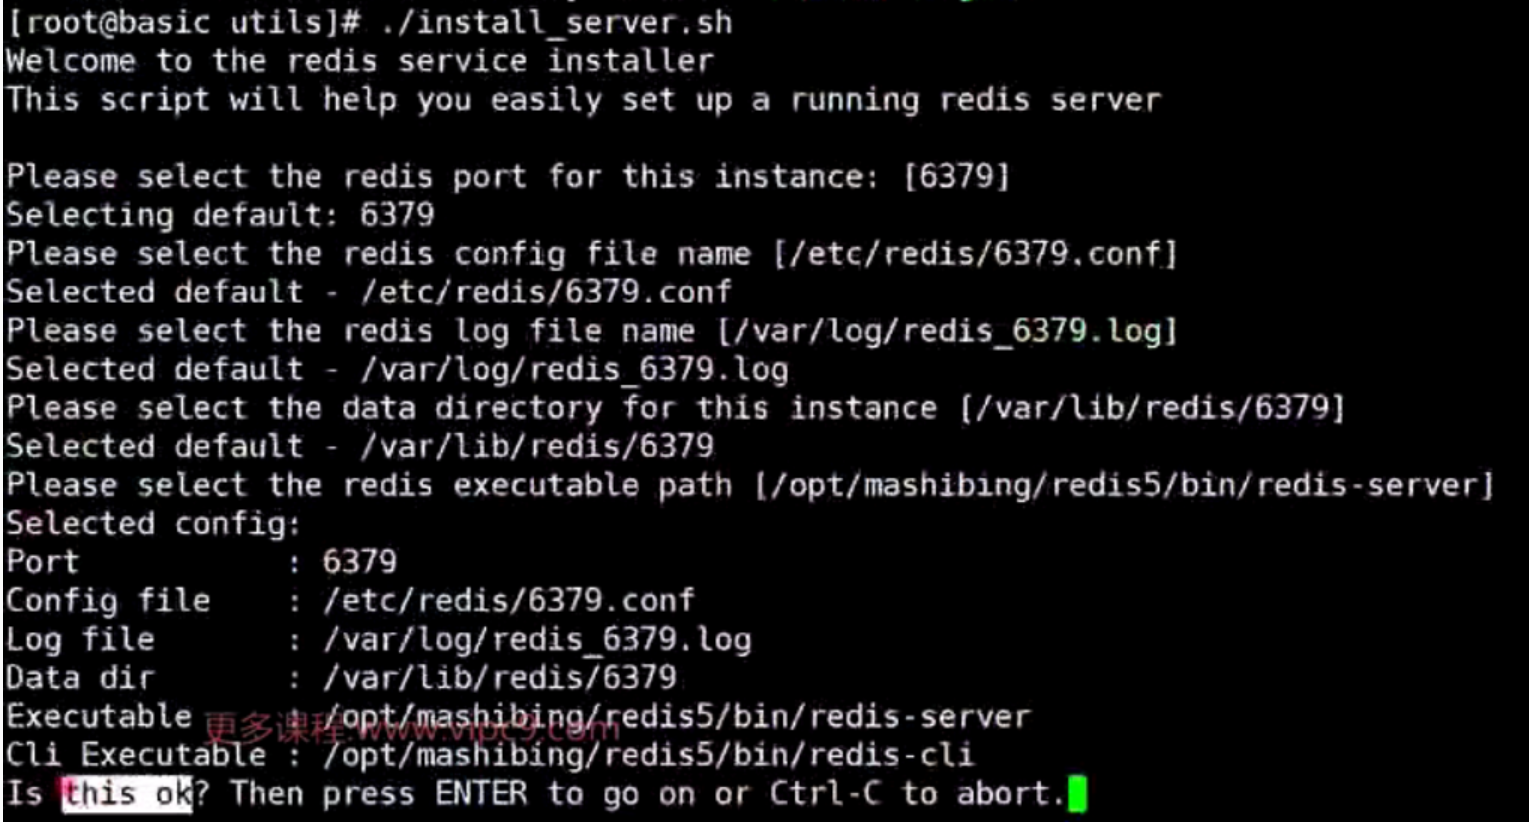 [root@basic utils]# ./install_server.sh
Welcome to the redis service installer
This script will help you easily set up a running redis server
Please select the redis port for this instance: [6379]
Selecting default: 6379
Please select the redis config file name [/etc/redis/6379.conf]
Selected default - /etc/redis/6379.conf
Please select the redis log file name [/var/log/redis_6379.log]
Selected default - /var/log/redis_6379.log
Please select the data directory for this instance [/var/lib/redis/6379]
Selected default - /var/lib/redis/6379
Please select the redis executable path [/opt/mashibing/redis5/bin/redis-server]
Selected config:
Port           : 6379
Config file    : /etc/redis/6379.conf
Log file       : /var/log/redis_6379.log
Data dir       : /var/lib/redis/6379
Executable     : /opt/mashibing/redis5/bin/redis-server
更多课程:www.vipc9.com
Cli Executable : /opt/mashibing/redis5/bin/redis-cli
Is this ok? Then press ENTER to go on or Ctrl-C to abort.